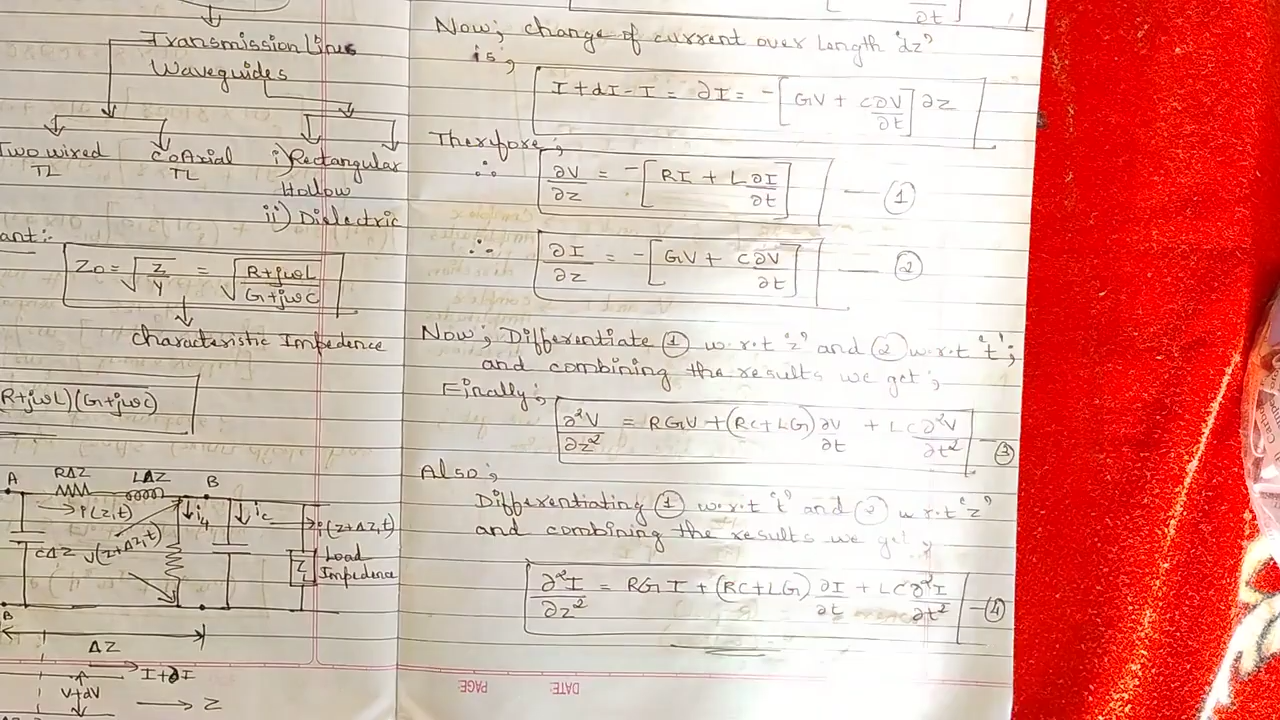 Transmission Lines
Waveguides
Two wired
TL
CoAxial
TL
i) Rectangular
Hollow
ii) Dielectric
ant:-
Z0 = √(Z/Y) = √((R+jωL)/(G+jωC))
characteristic Impedence
R+jωL)(G+jωC)
A RΔZ LΔZ B
i(z,t) i4 ic i(z+ΔZ,t)
CΔZ v(z+ΔZ,t) ZL Load
Impedence
B
ΔZ
I+∂I
V+dV → Z
∂t
Now; change of current over Length 'dz'
is;
I+dI-I = ∂I = -[GV + C∂V/∂t]∂z
Therefore;
∴ ∂V/∂z = -[RI + L∂I/∂t] — ①
∴ ∂I/∂z = -[GV + C∂V/∂t] — ②
Now; Differentiate ① w.r.t 'z' and ② w.r.t 't';
and combining the results we get;
Finally;
∂²V/∂z² = RGV + (RC+LG)∂V/∂t + LC∂²V/∂t² — ③
Also;
Differentiating ① w.r.t 't' and ② w.r.t 'z'
and combining the results we get;
∂²I/∂z² = RG I + (RC+LG)∂I/∂t + LC∂²I/∂t² — ④
PAGE: DATE: